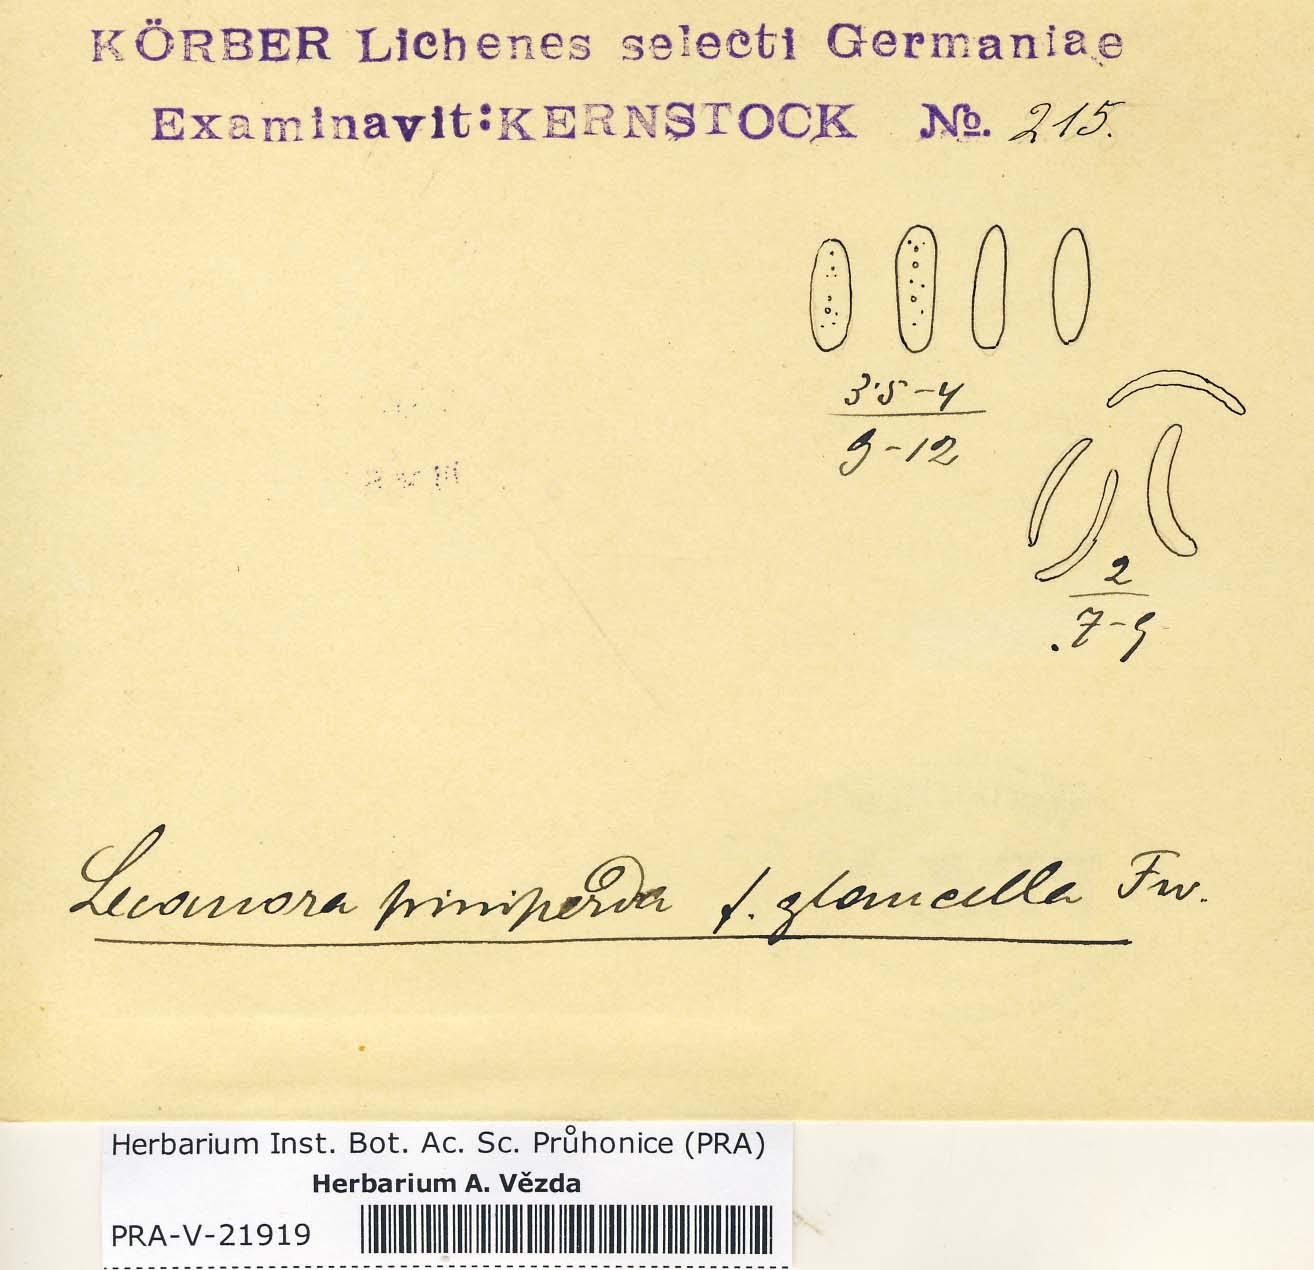 KÖRBER Lichenes selecti Germaniae
Examinavit: KERNSTOCK No. 215.
3·5-4
9-12
2
7-9
Lecanora piniperda f. glaucella Fw.
Herbarium Inst. Bot. Ac. Sc. Průhonice (PRA)
Herbarium A. Vězda
PRA-V-21919